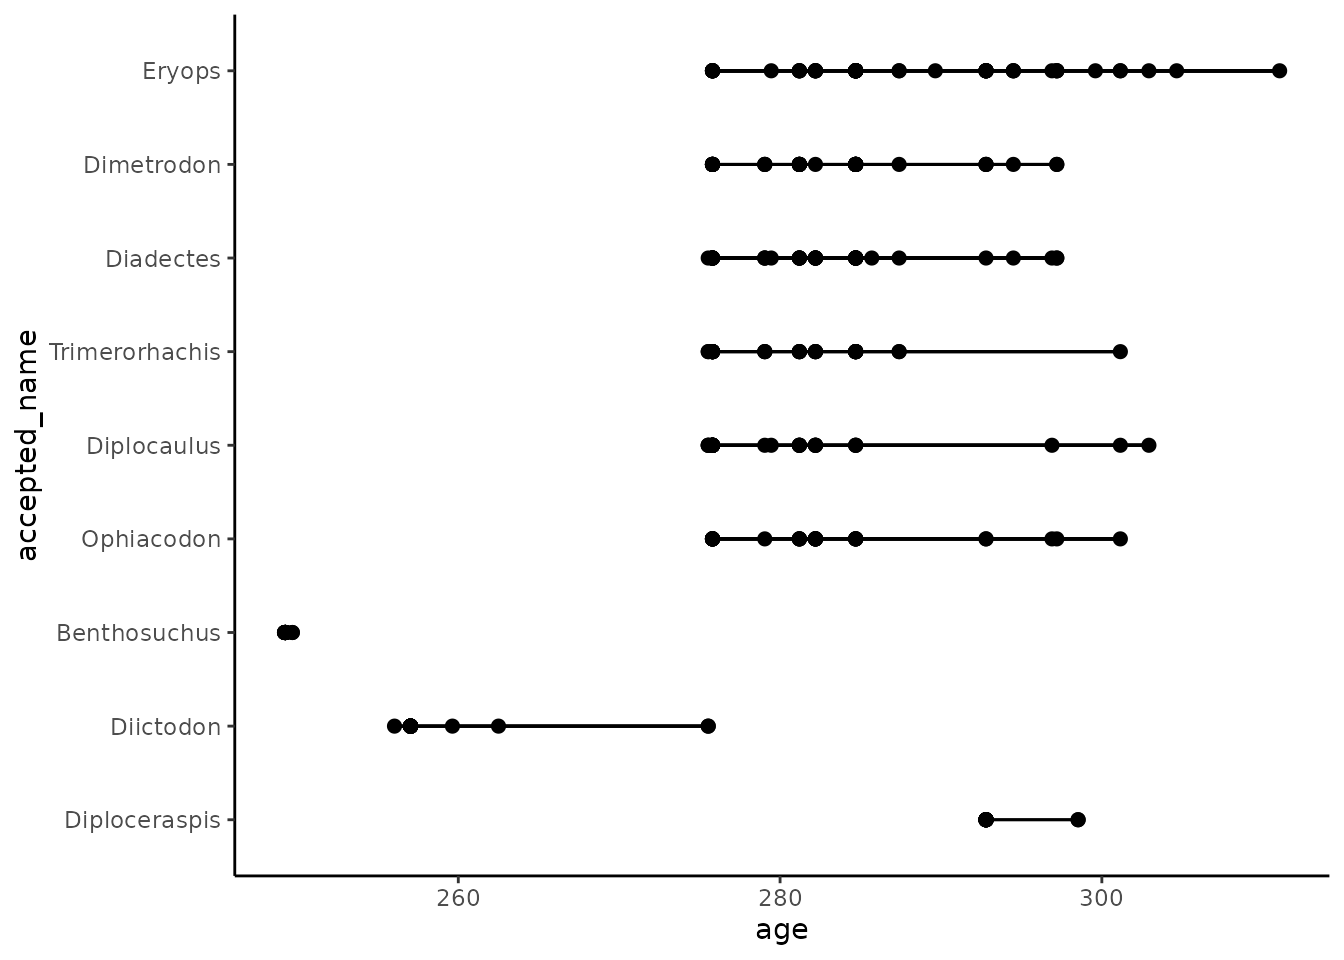 Eryops
Dimetrodon
Diadectes
Trimerorhachis
Diplocaulus
Ophiacodon
Benthosuchus
Diictodon
Diploceraspis
accepted_name
260 280 300
age